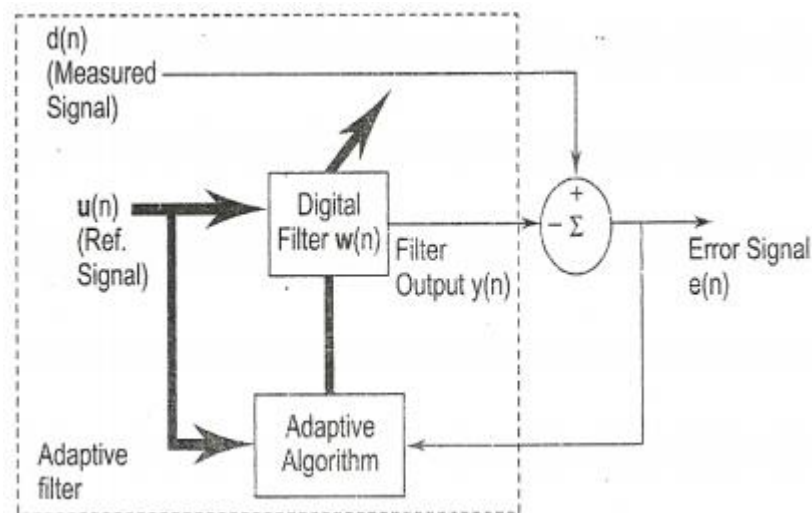 d(n)
(Measured
Signal)
u(n)
(Ref.
Signal)
Digital
Filter w(n)
Filter
Output y(n)
+
− Σ
Error Signal
e(n)
Adaptive
Algorithm
Adaptive
filter